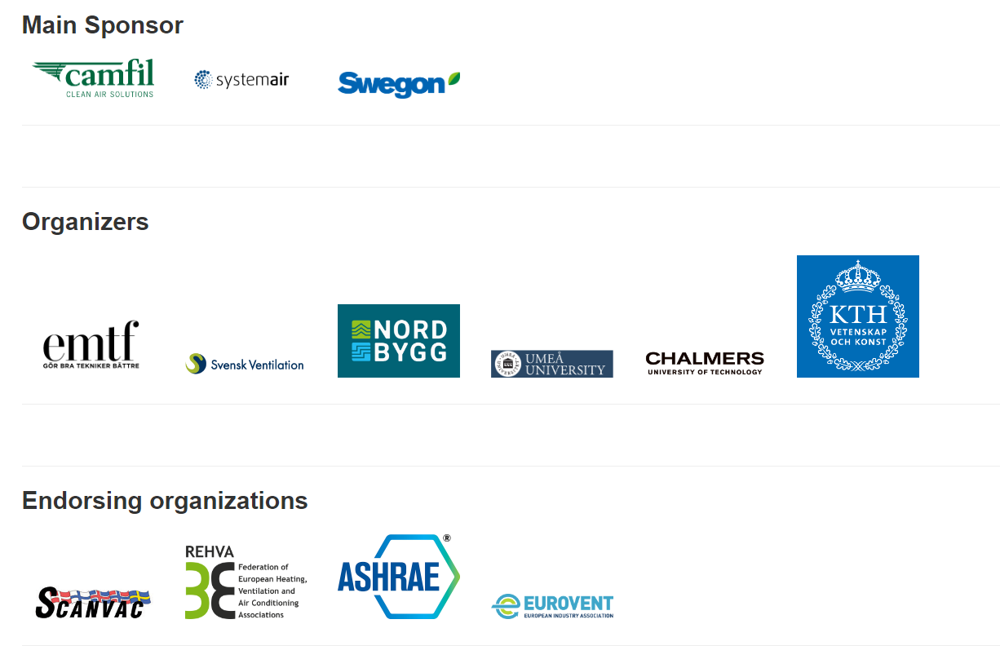 Main Sponsor
camfil
CLEAN AIR SOLUTIONS
systemair
Swegon
Organizers
emtf
GÖR BRA TEKNIKER BÄTTRE
Svensk Ventilation
NORD
BYGG
UMEÅ
UNIVERSITY
CHALMERS
UNIVERSITY OF TECHNOLOGY
KTH
VETENSKAP
OCH KONST
Endorsing organizations
SCANVAC
REHVA
Federation of
European Heating,
Ventilation and
Air Conditioning
Associations
ASHRAE®
EUROVENT
EUROPEAN INDUSTRY ASSOCIATION